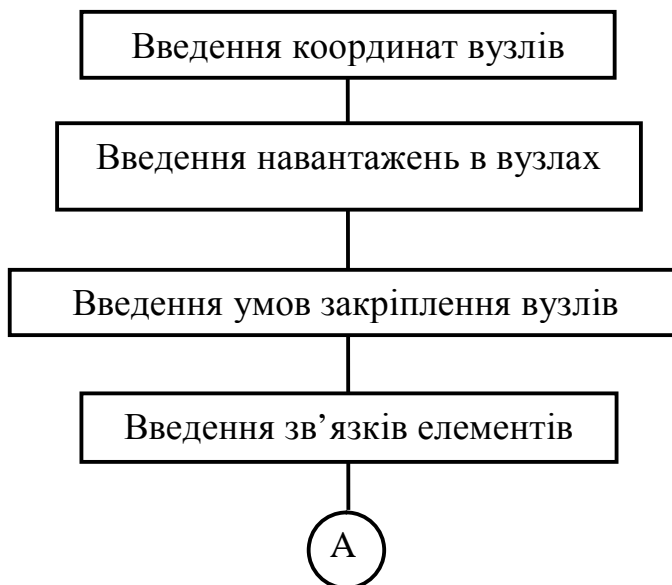 Введення координат вузлів
Введення навантажень в вузлах
Введення умов закріплення вузлів
Введення зв’язків елементів
А